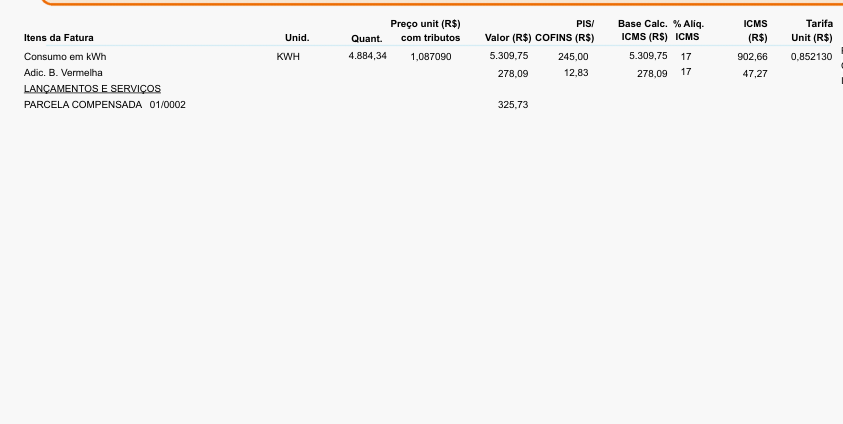 Itens da Fatura Unid. Quant. Preço unit (R$) com tributos Valor (R$) PIS/ COFINS (R$) Base Calc. ICMS (R$) % Alíq. ICMS ICMS (R$) Tarifa Unit (R$)
Consumo em kWh KWH 4.884,34 1,087090 5.309,75 245,00 5.309,75 17 902,66 0,852130
Adic. B. Vermelha 278,09 12,83 278,09 17 47,27
LANÇAMENTOS E SERVIÇOS
PARCELA COMPENSADA 01/0002 325,73